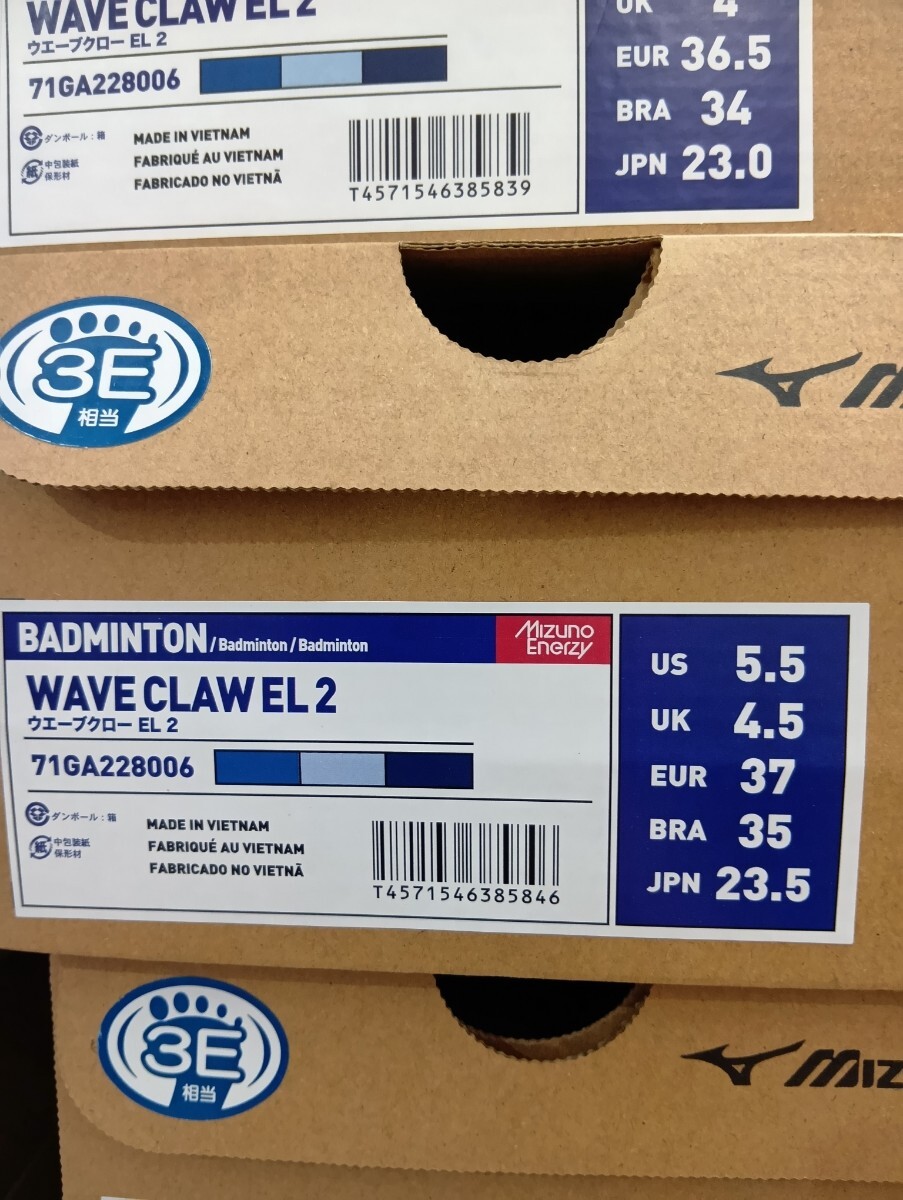 WAVE CLAW EL 2
ウエーブクロー EL 2
71GA228006
ダンボール：箱
紙
中包装紙
保形材
MADE IN VIETNAM
FABRIQUÉ AU VIETNAM
FABRICADO NO VIETNÃ
T4571546385839
UK 4
EUR 36.5
BRA 34
JPN 23.0
3E
相当
BADMINTON / Badminton / Badminton
Mizuno
Enerzy
WAVE CLAW EL 2
ウエーブクロー EL 2
71GA228006
ダンボール：箱
紙
中包装紙
保形材
MADE IN VIETNAM
FABRIQUÉ AU VIETNAM
FABRICADO NO VIETNÃ
T4571546385846
US 5.5
UK 4.5
EUR 37
BRA 35
JPN 23.5
3E
相当
MIZ